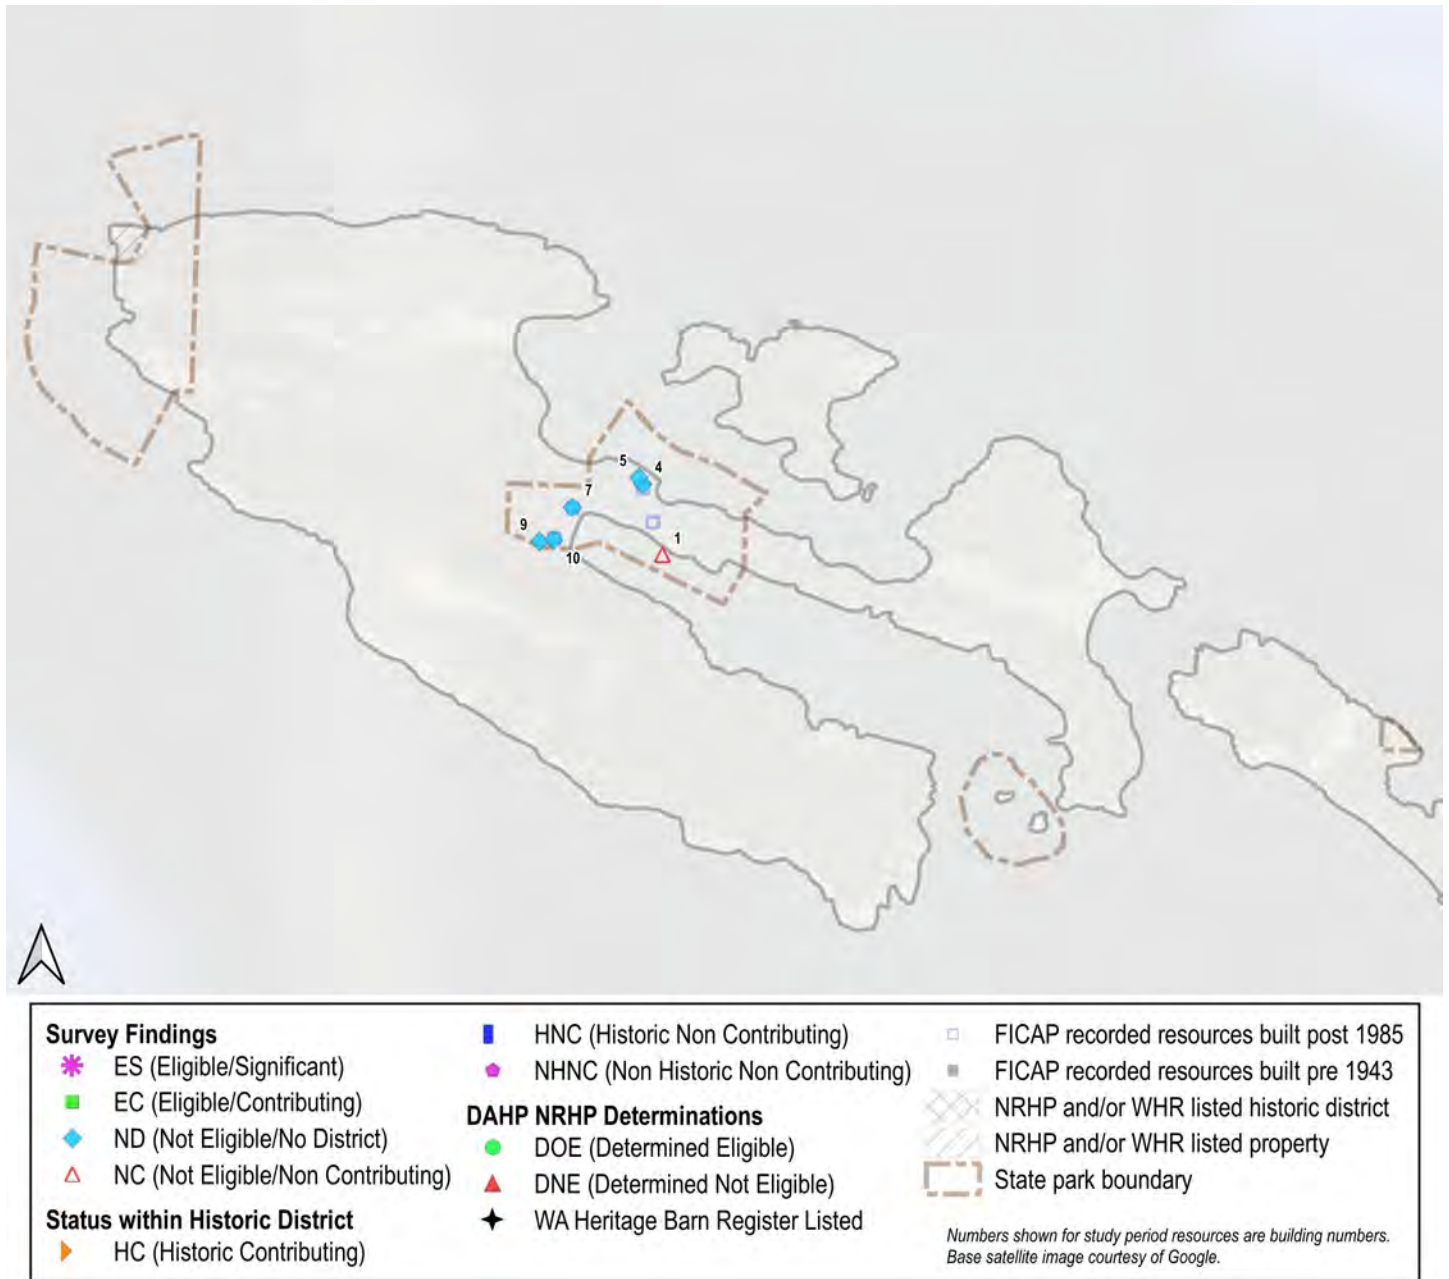 5
4
7
9
1
10
Survey Findings
ES (Eligible/Significant)
EC (Eligible/Contributing)
ND (Not Eligible/No District)
NC (Not Eligible/Non Contributing)
Status within Historic District
HC (Historic Contributing)
HNC (Historic Non Contributing)
NHNC (Non Historic Non Contributing)
DAHP NRHP Determinations
DOE (Determined Eligible)
DNE (Determined Not Eligible)
WA Heritage Barn Register Listed
FICAP recorded resources built post 1985
FICAP recorded resources built pre 1943
NRHP and/or WHR listed historic district
NRHP and/or WHR listed property
State park boundary
Numbers shown for study period resources are building numbers.
Base satellite image courtesy of Google.